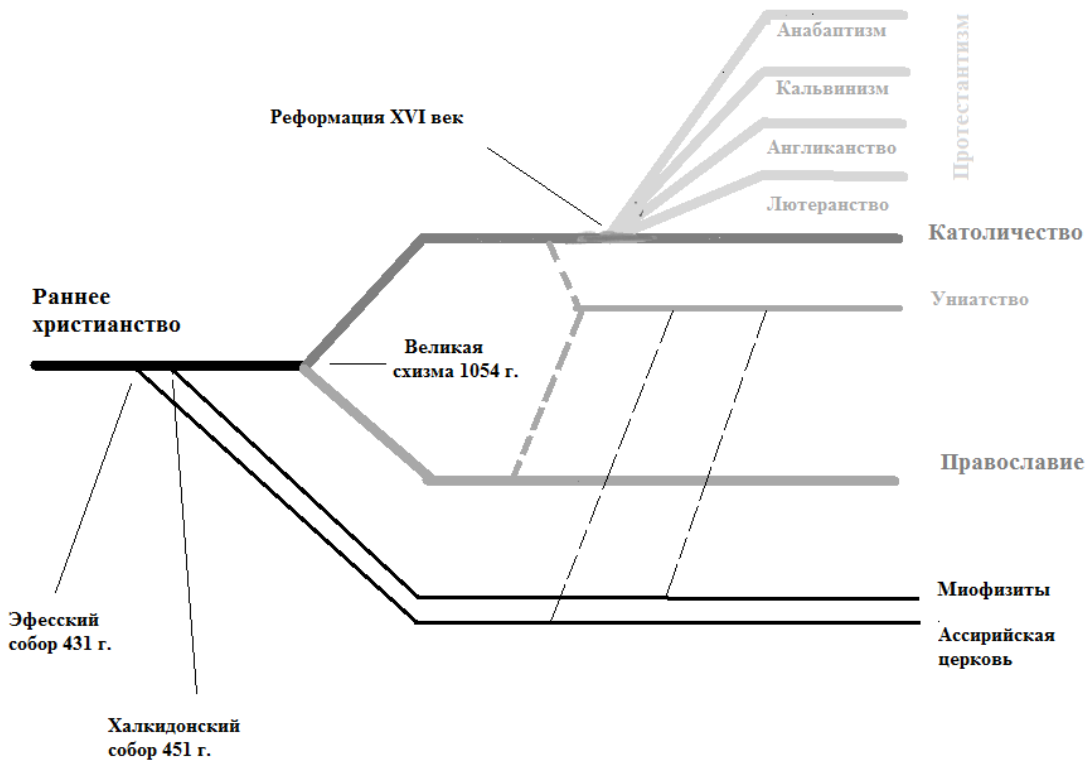 Анабаптизм
Кальвинизм
Англиканство
Лютеранство
Протестантизм
Реформация XVI век
Католичество
Униатство
Раннее
христианство
Великая
схизма 1054 г.
Православие
Миофизиты
Ассирийская
церковь
Эфесский
собор 431 г.
Халкидонский
собор 451 г.